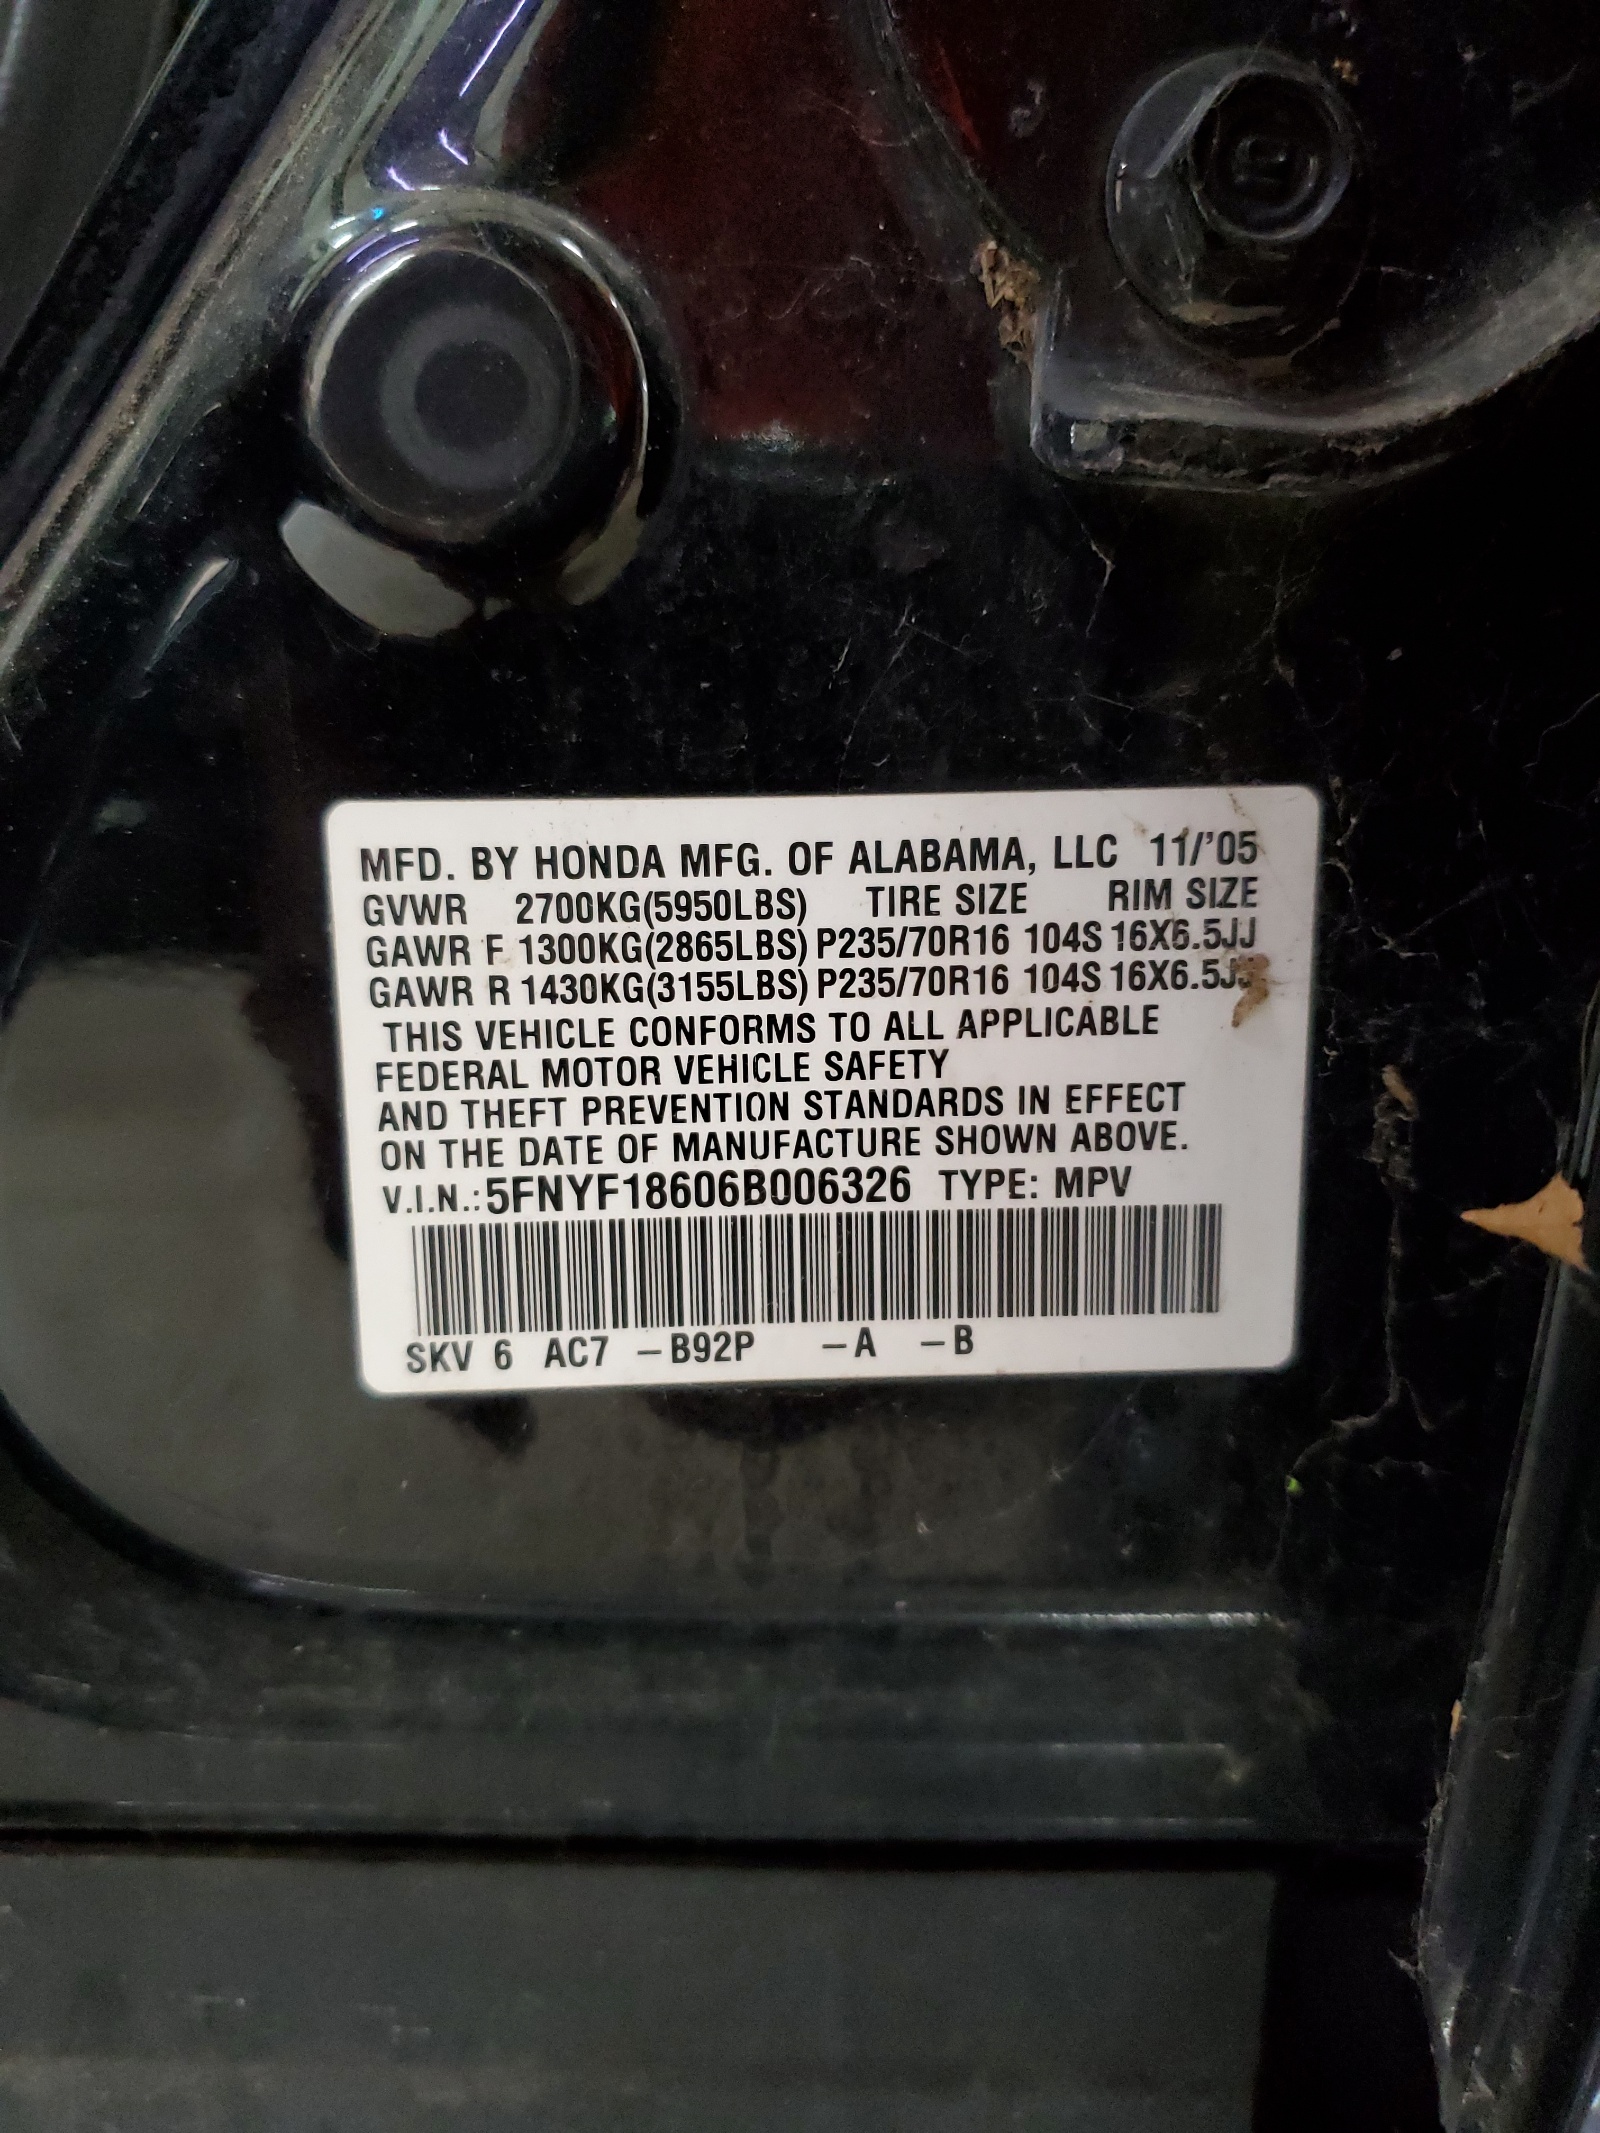 MFD. BY HONDA MFG. OF ALABAMA, LLC 11/'05
GVWR 2700KG(5950LBS) TIRE SIZE RIM SIZE
GAWR F 1300KG(2865LBS) P235/70R16 104S 16X6.5JJ
GAWR R 1430KG(3155LBS) P235/70R16 104S 16X6.5JJ
THIS VEHICLE CONFORMS TO ALL APPLICABLE
FEDERAL MOTOR VEHICLE SAFETY
AND THEFT PREVENTION STANDARDS IN EFFECT
ON THE DATE OF MANUFACTURE SHOWN ABOVE.
V.I.N.: 5FNYF18606B006326 TYPE: MPV
SKV 6 AC7 –B92P –A –B